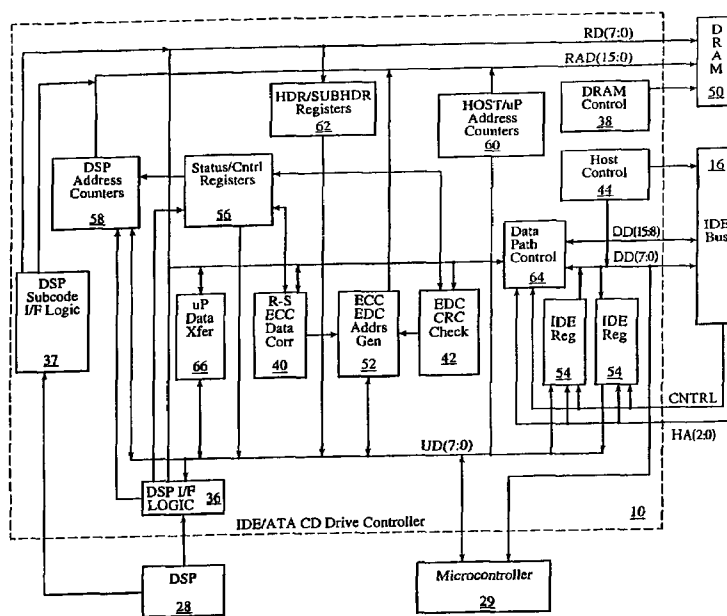 RD(7:0)
RAD(15:0)
D
R
A
M
50
HDR/SUBHDR
Registers
62
HOST/uP
Address
Counters
60
DRAM
Control
38
DSP
Address
Counters
58
Status/Cntrl
Registers
56
Host
Control
44
16
IDE
Bus
Data
Path
Control
64
DD(15:8)
DD(7:0)
DSP
Subcode
I/F Logic
37
uP
Data
Xfer
66
R-S
ECC
Data
Corr
40
ECC
EDC
Addrs
Gen
52
EDC
CRC
Check
42
IDE
Reg
54
IDE
Reg
54
CNTRL
HA(2:0)
UD(7:0)
DSP I/F
LOGIC
36
IDE/ATA CD Drive Controller
10
DSP
28
Microcontroller
29